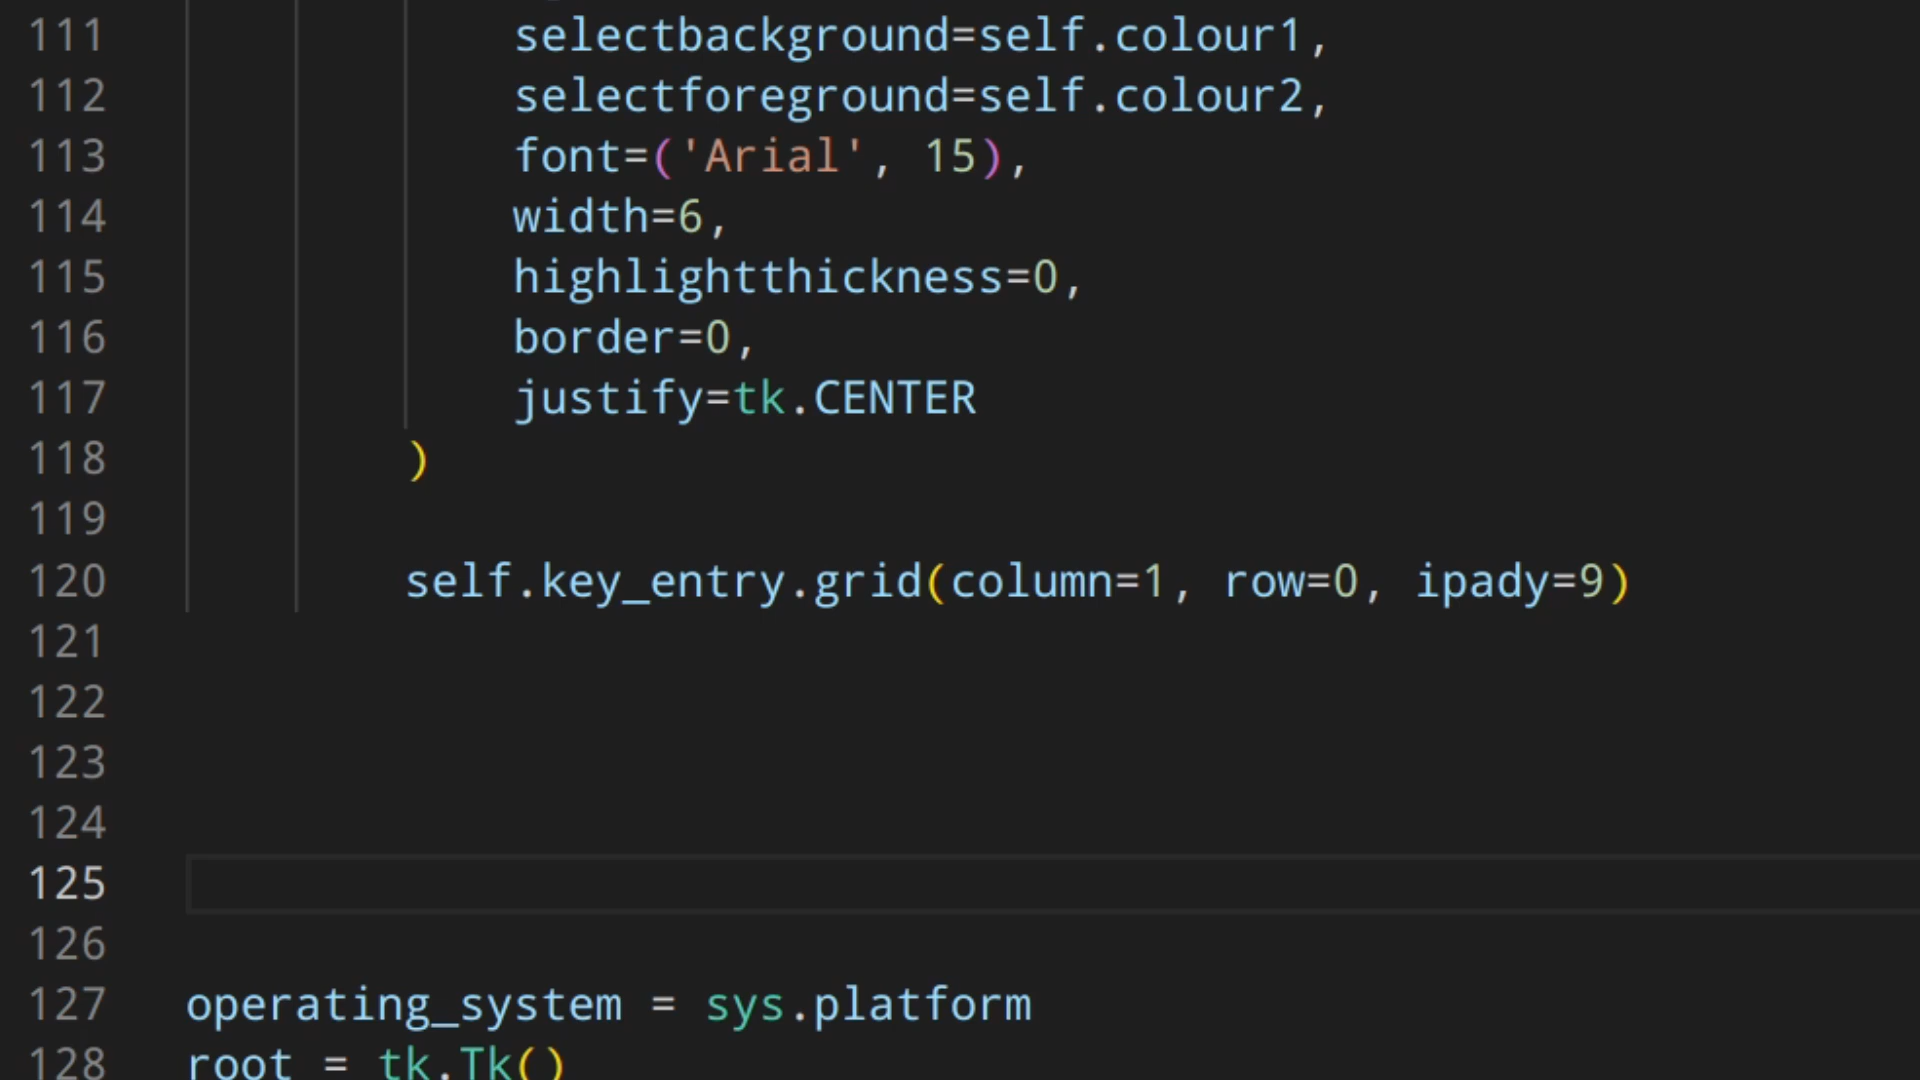 111 selectbackground=self.colour1,
112 selectforeground=self.colour2,
113 font=('Arial', 15),
114 width=6,
115 highlightthickness=0,
116 border=0,
117 justify=tk.CENTER
118 )
119
120 self.key_entry.grid(column=1, row=0, ipady=9)
121
122
123
124
125
126
127 operating_system = sys.platform
128 root = tk.Tk()